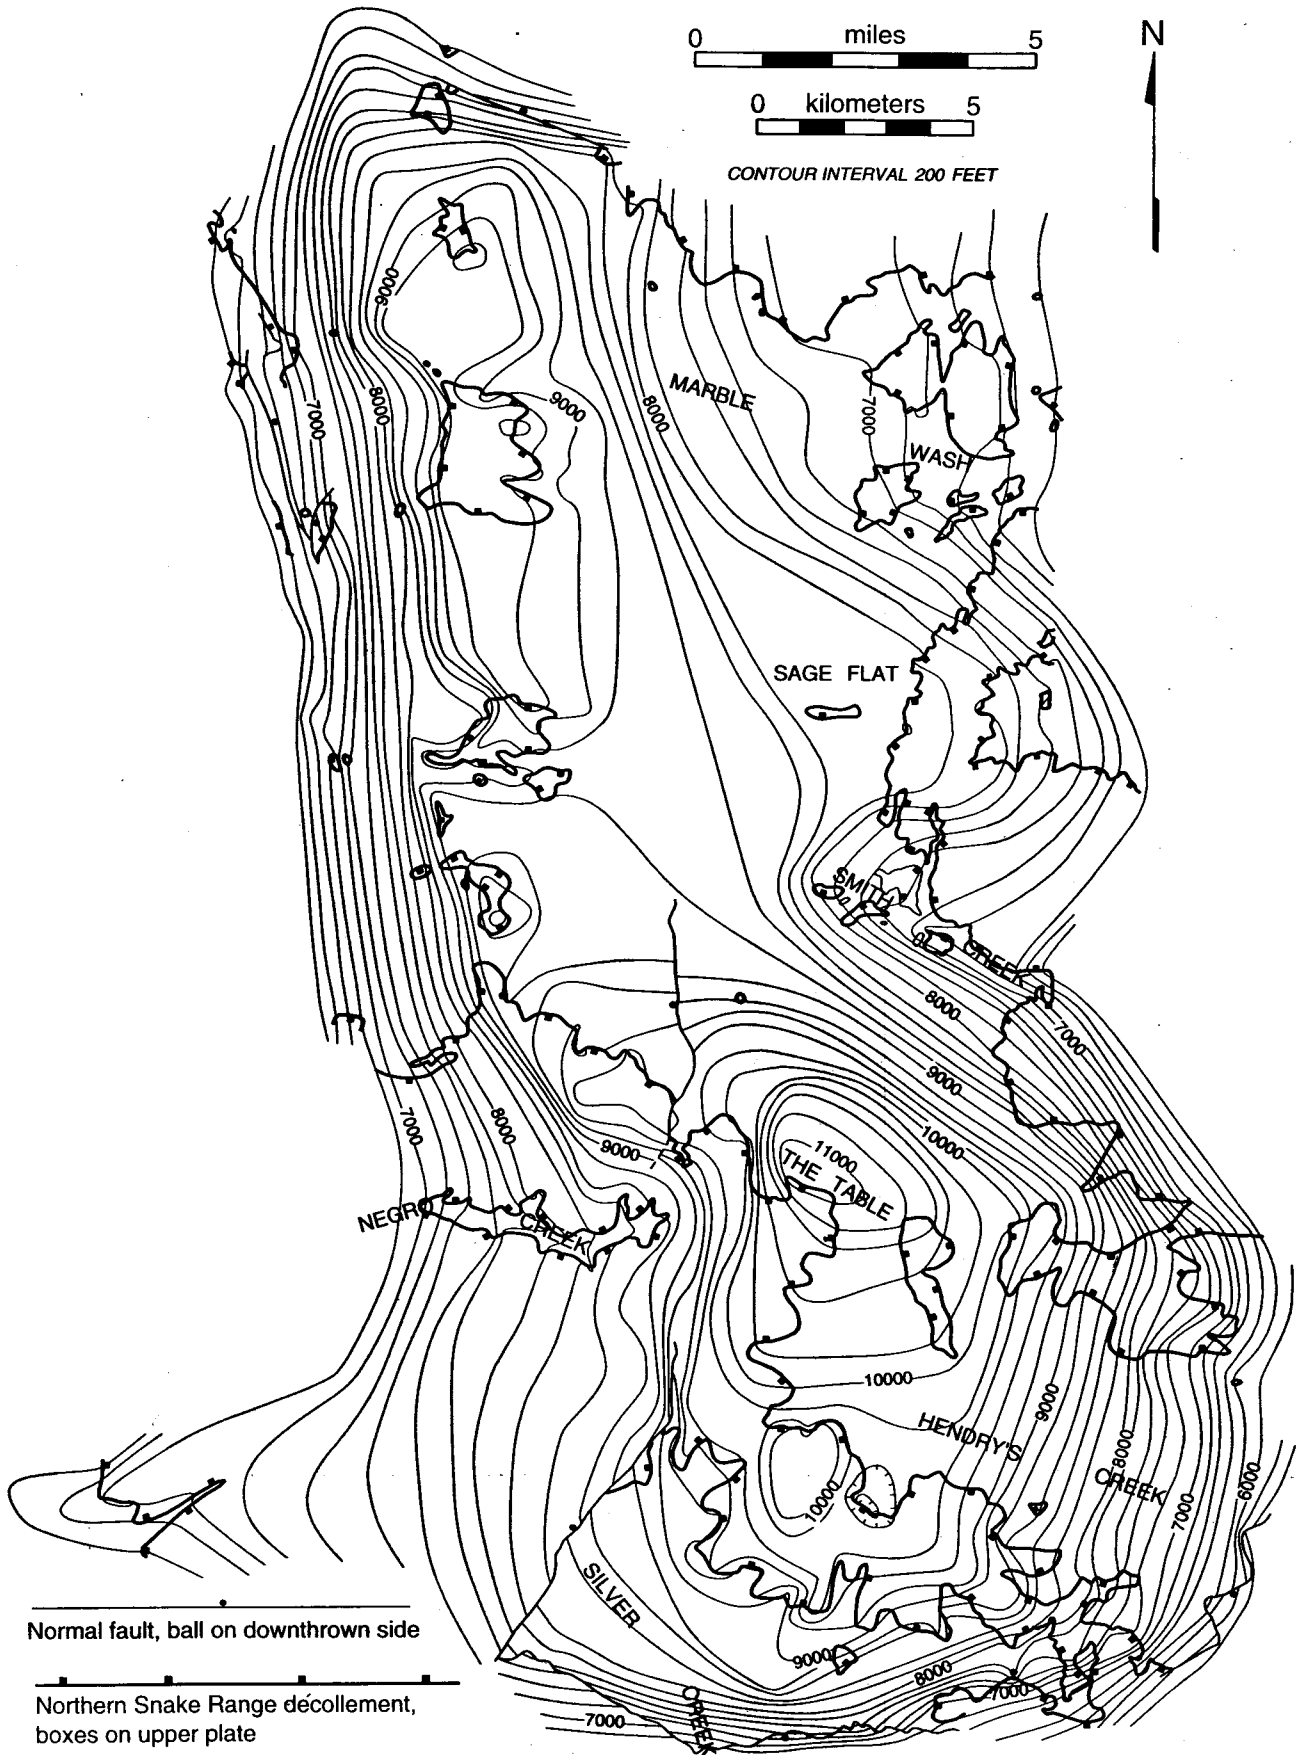 0 miles 5
N
0 kilometers 5
CONTOUR INTERVAL 200 FEET
9000
7000
8000
9000
8000
MARBLE
7000
WASH
SAGE FLAT
SMITH
CREEK
8000
7000
9000
7000
8000
9000
10000
11000
THE TABLE
NEGRO
CREEK
10000
HENDRY'S
CREEK
9000
8000
7000
6000
10000
SILVER
CREEK
9000
8000
7000
7000
Normal fault, ball on downthrown side
Northern Snake Range décollement,
boxes on upper plate